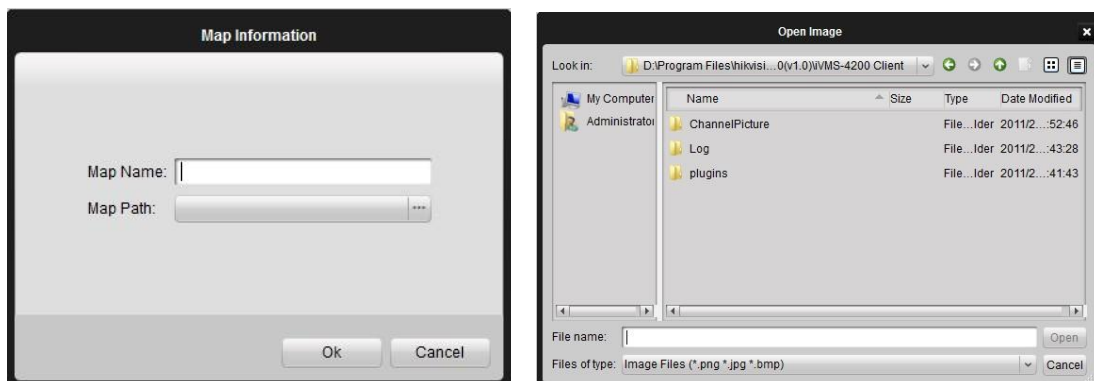 Map Information
Map Name:
Map Path:
...
Ok
Cancel
Open Image
Look in:
D:\Program Files\hikvisi...0(v1.0)\iVMS-4200 Client
My Computer
Administrator
Name Size Type Date Modified
ChannelPicture File...lder 2011/2...:52:46
Log File...lder 2011/2...:43:28
plugins File...lder 2011/2...:41:43
File name:
Open
Files of type: Image Files (*.png *.jpg *.bmp)
Cancel